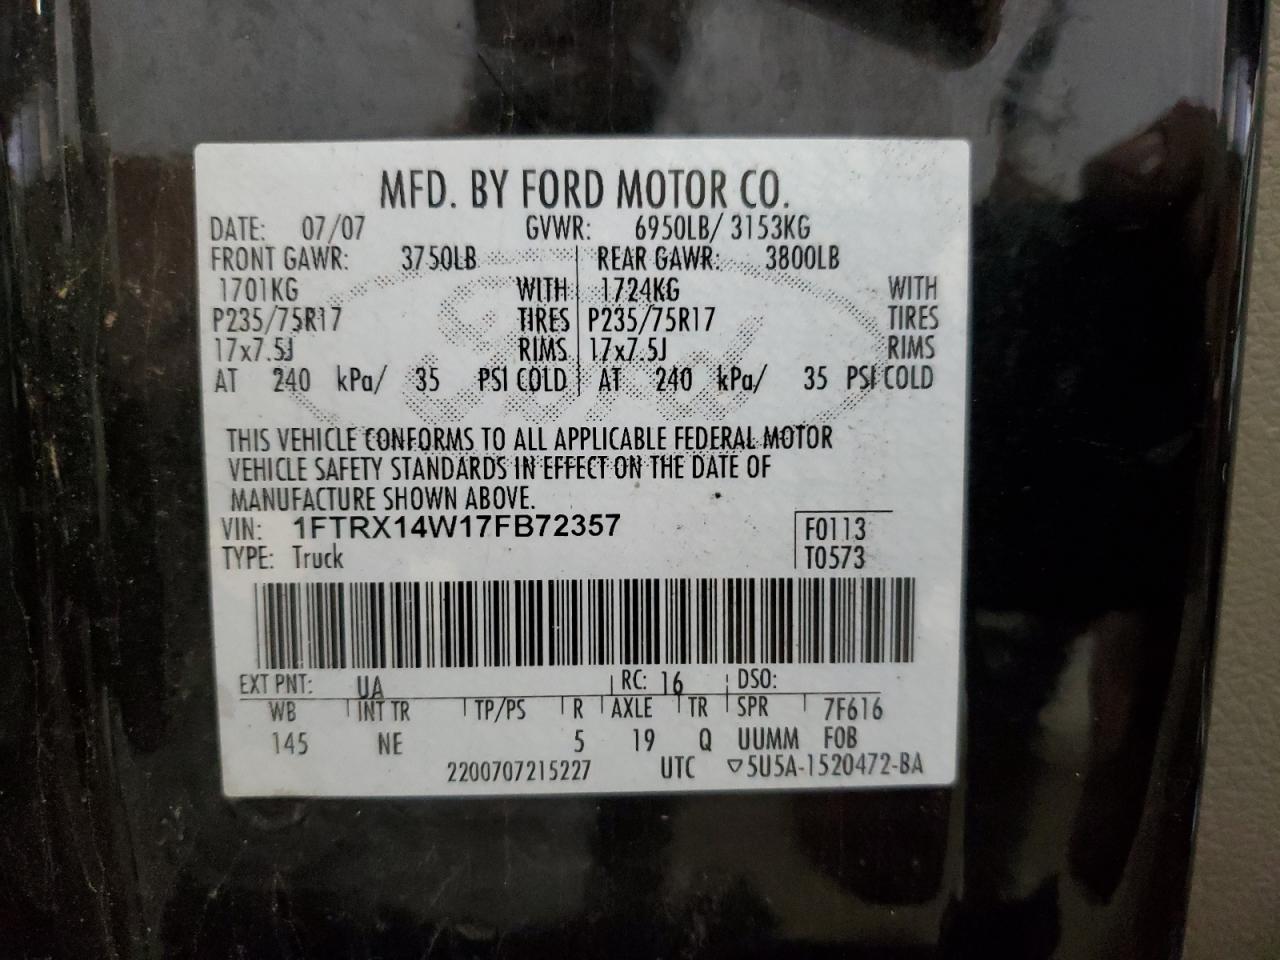 MFD. BY FORD MOTOR CO.
DATE: 07/07 GVWR: 6950LB/ 3153KG
FRONT GAWR: 3750LB REAR GAWR: 3800LB
1701KG WITH 1724KG WITH
P235/75R17 TIRES P235/75R17 TIRES
17x7.5J RIMS 17x7.5J RIMS
AT 240 kPa/ 35 PSI COLD AT 240 kPa/ 35 PSI COLD
THIS VEHICLE CONFORMS TO ALL APPLICABLE FEDERAL MOTOR
VEHICLE SAFETY STANDARDS IN EFFECT ON THE DATE OF
MANUFACTURE SHOWN ABOVE.
VIN: 1FTRX14W17FB72357 F0113
TYPE: Truck T0573
EXT PNT: UA RC: 16 DSO:
WB INT TR TP/PS R AXLE TR SPR 7F616
145 NE 5 19 Q UUMM FOB
2200707215227 UTC ▽5U5A-1520472-BA